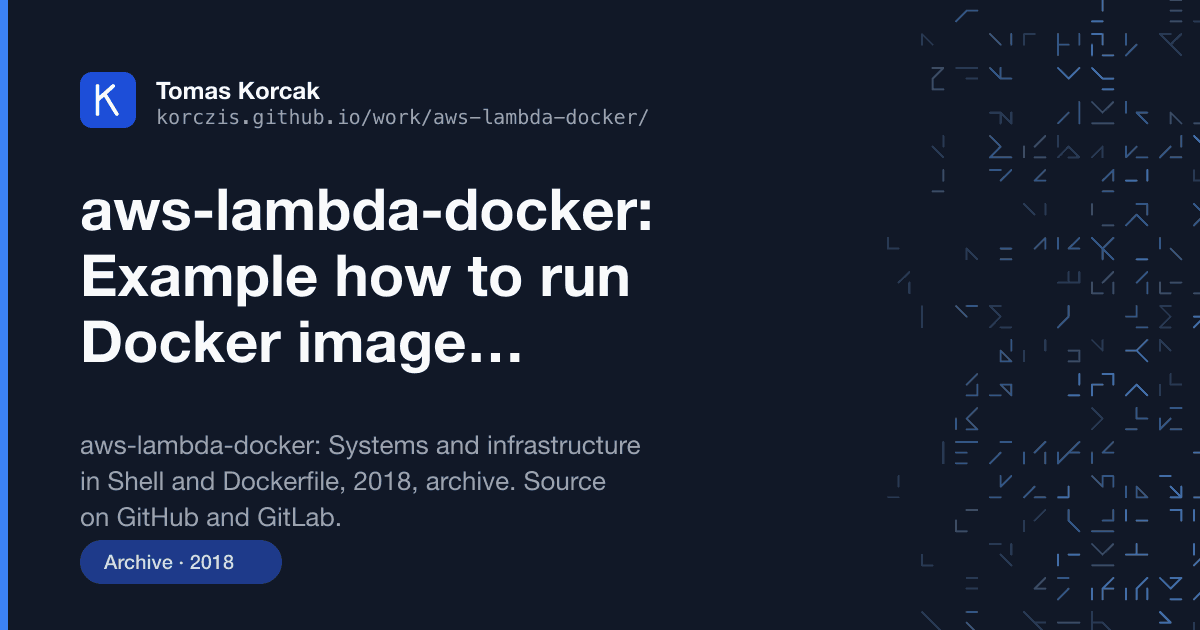 K
Tomas Korcak
korczis.github.io/work/aws-lambda-docker/
aws-lambda-docker:
Example how to run
Docker image…
aws-lambda-docker: Systems and infrastructure
in Shell and Dockerfile, 2018, archive. Source
on GitHub and GitLab.
Archive · 2018